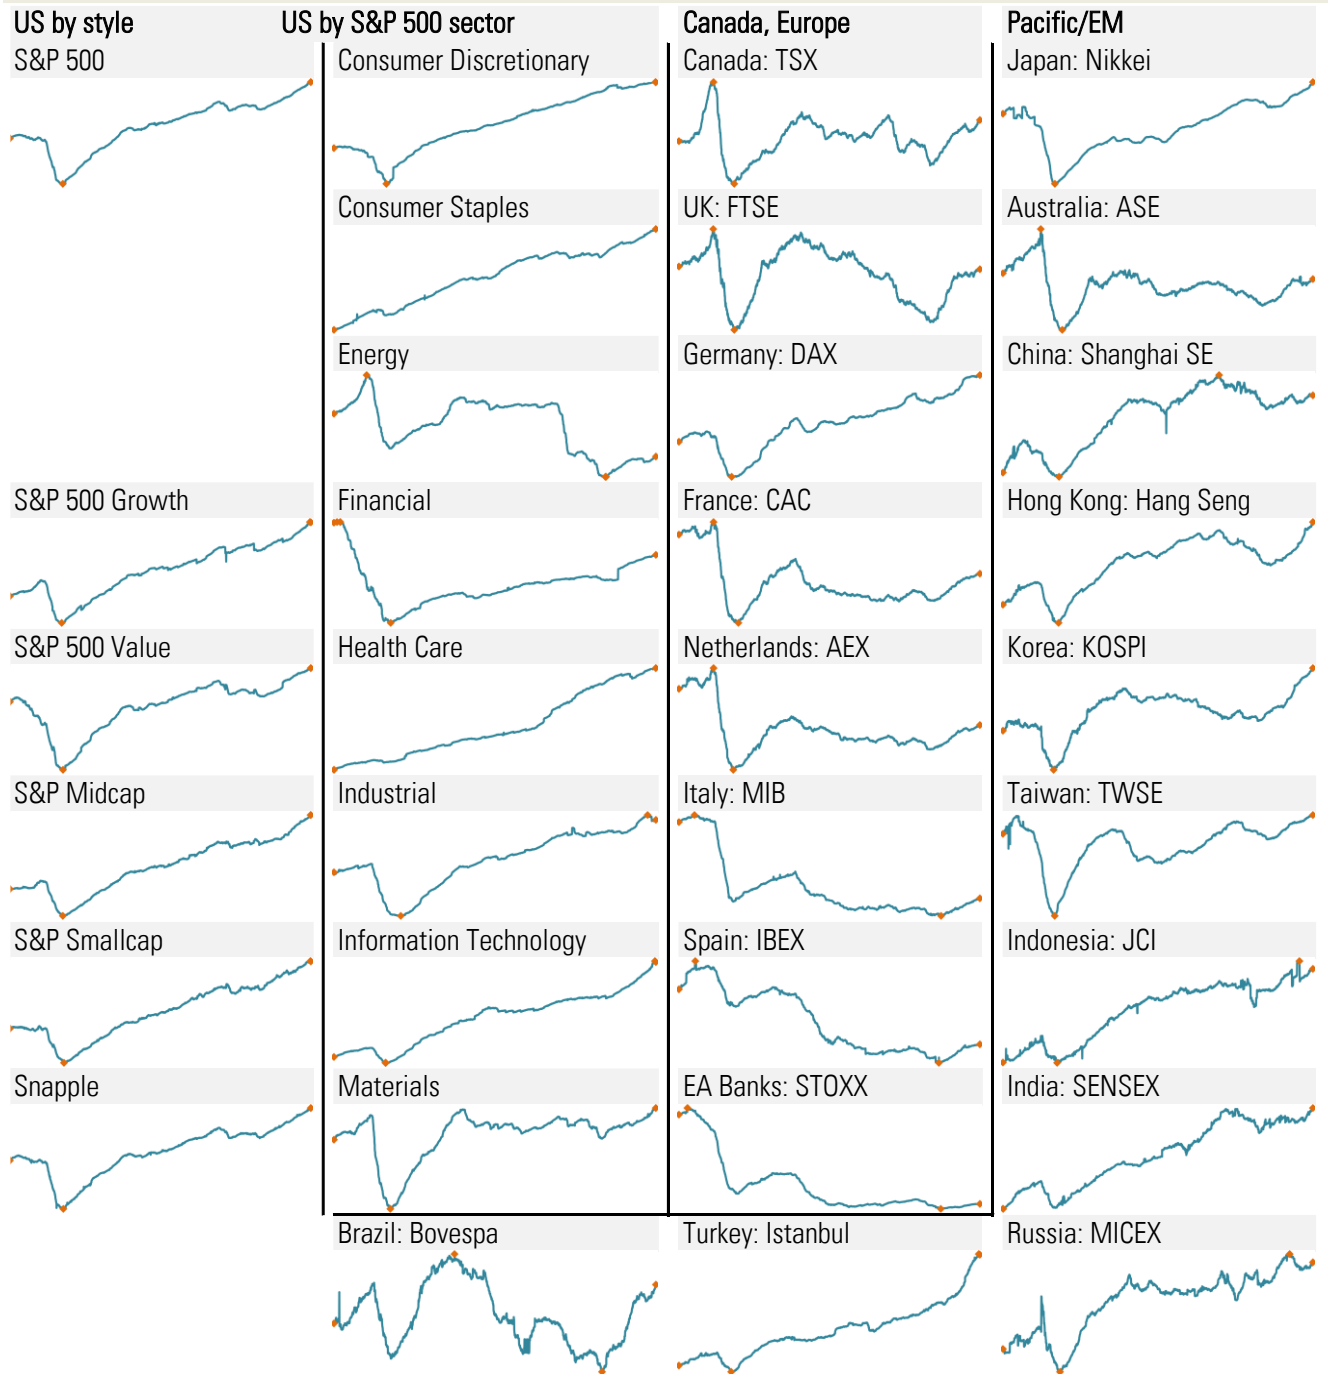 US by style
US by S&P 500 sector
Canada, Europe
Pacific/EM
S&P 500
Consumer Discretionary
Canada: TSX
Japan: Nikkei
Consumer Staples
UK: FTSE
Australia: ASE
Energy
Germany: DAX
China: Shanghai SE
S&P 500 Growth
Financial
France: CAC
Hong Kong: Hang Seng
S&P 500 Value
Health Care
Netherlands: AEX
Korea: KOSPI
S&P Midcap
Industrial
Italy: MIB
Taiwan: TWSE
S&P Smallcap
Information Technology
Spain: IBEX
Indonesia: JCI
Snapple
Materials
EA Banks: STOXX
India: SENSEX
Brazil: Bovespa
Turkey: Istanbul
Russia: MICEX